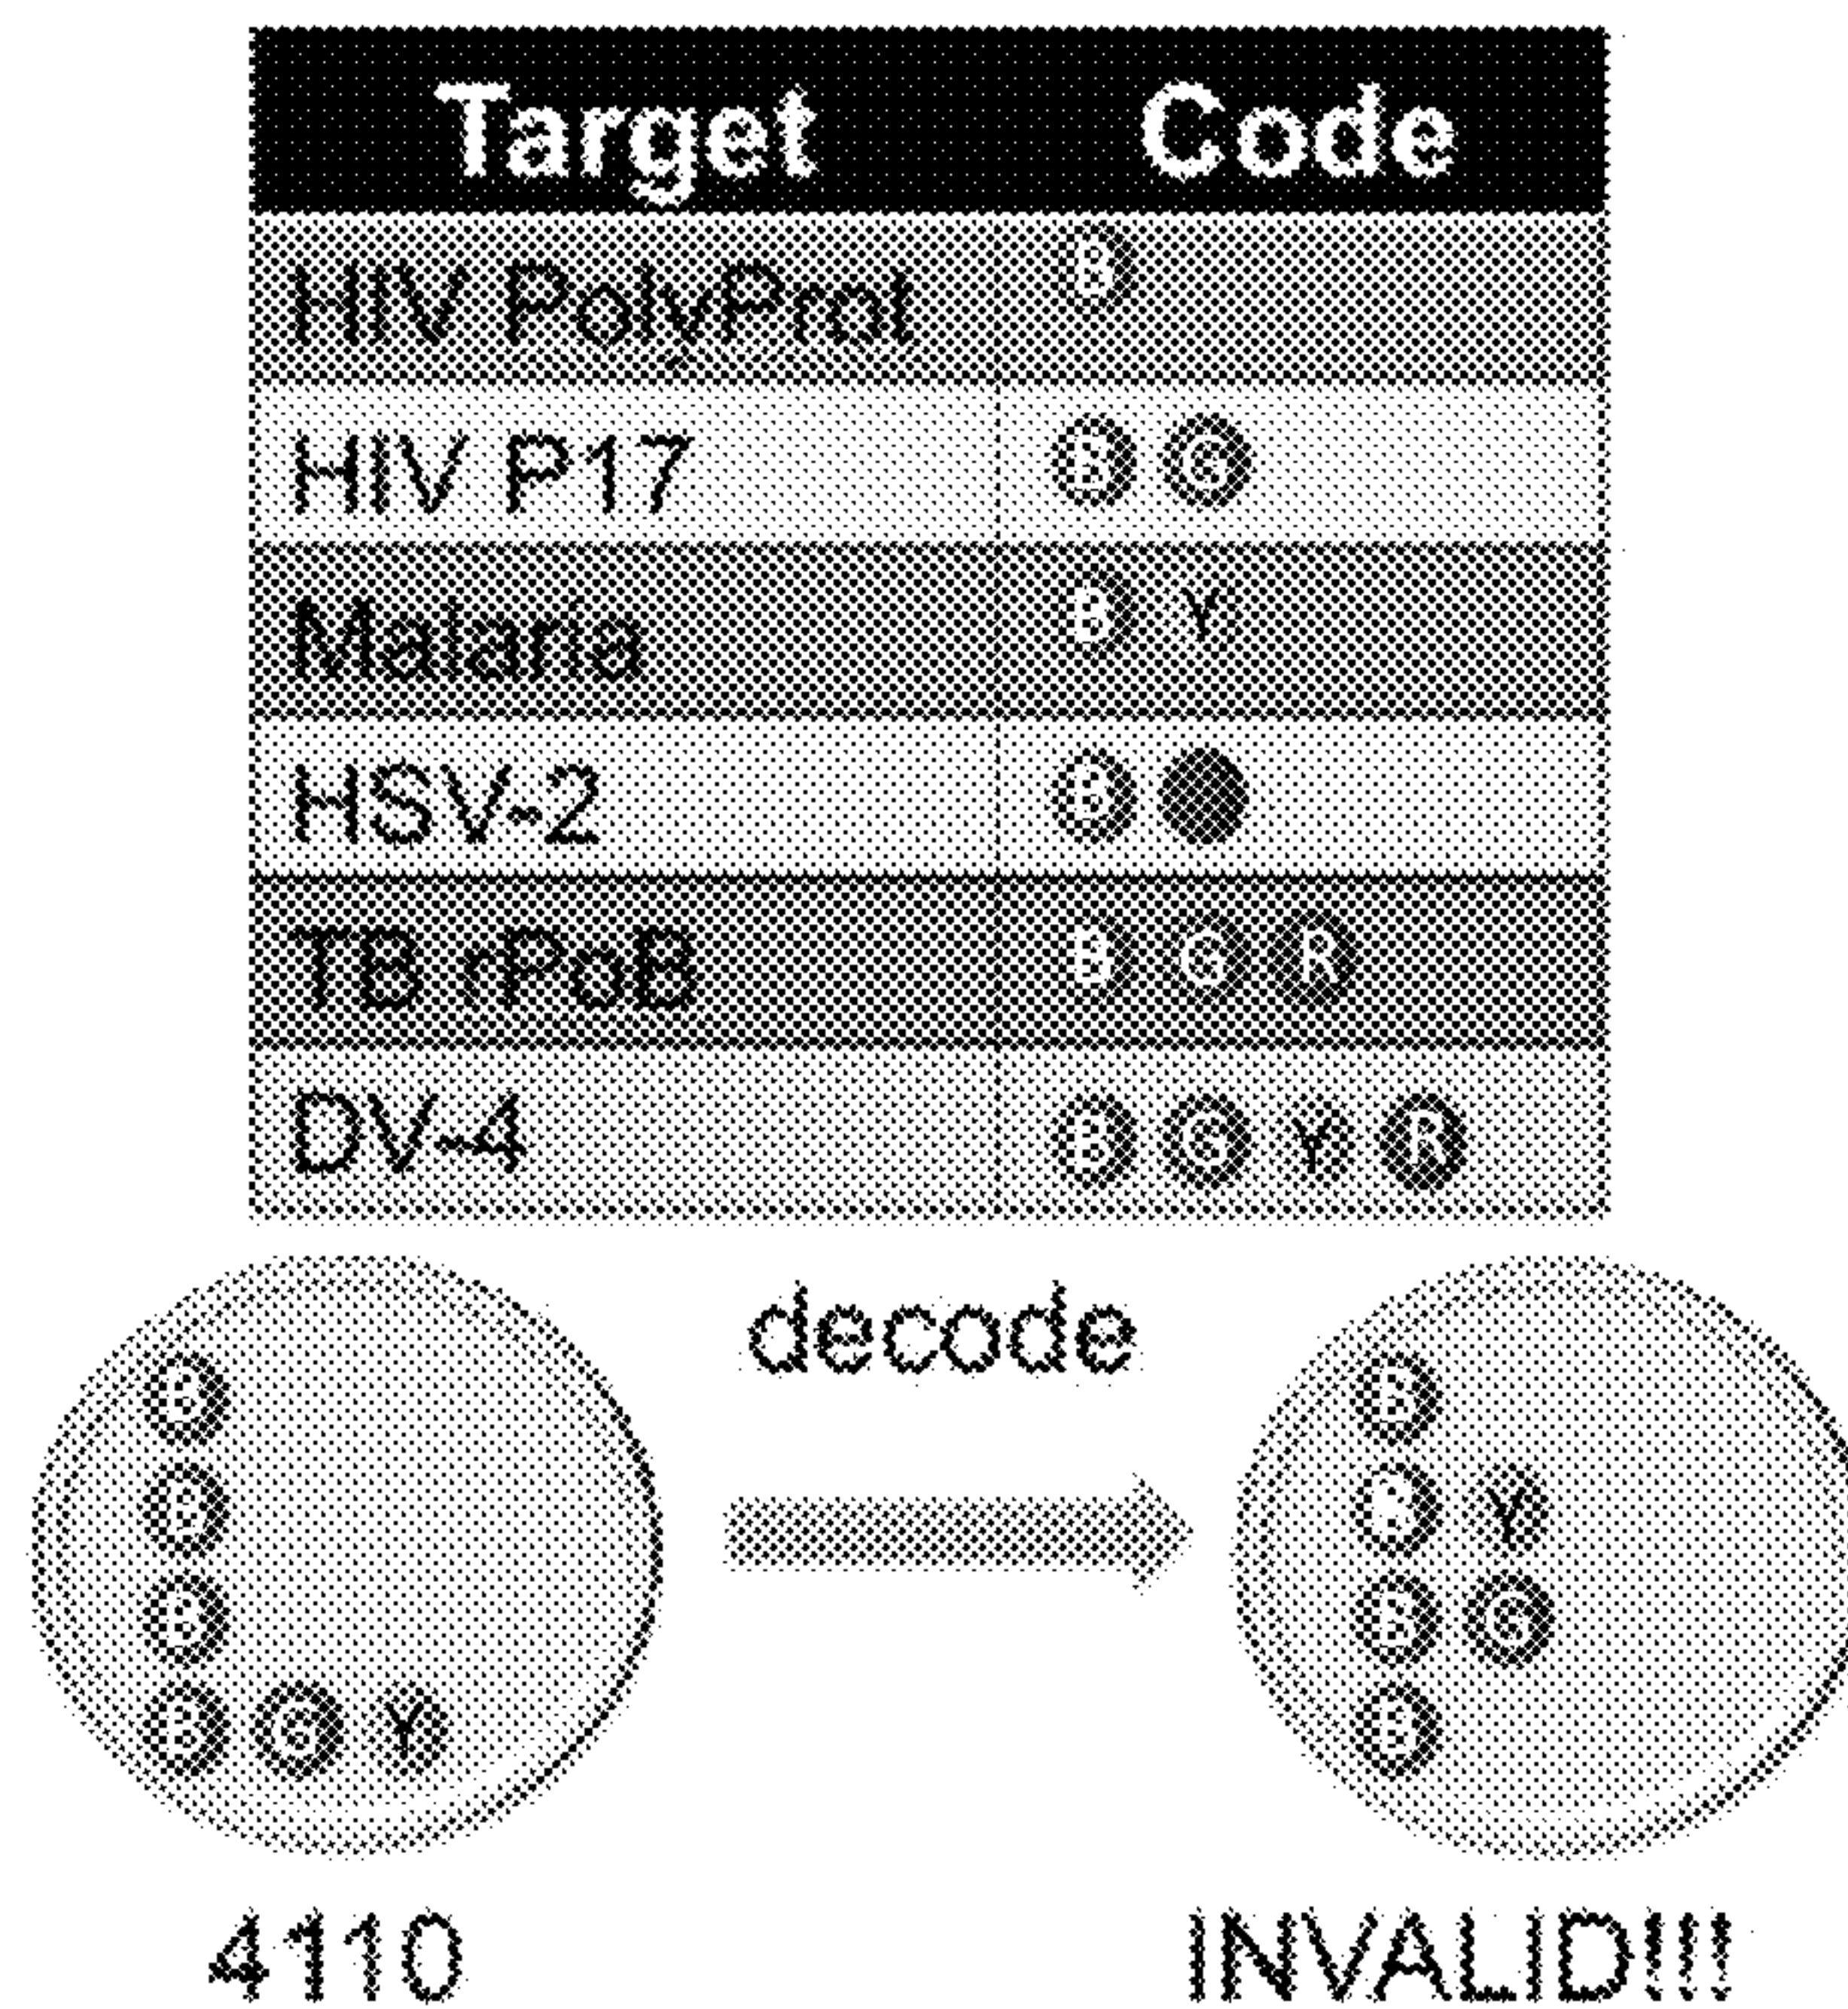 Target Code
HIV PolyProt B
HIV P17 B G
Malaria B Y
HSV-2 B
TB rPoB B G R
DV-4 B G Y R
decode
B
B
B
B G Y
B
B Y
B G
B
4110
INVALID!!!